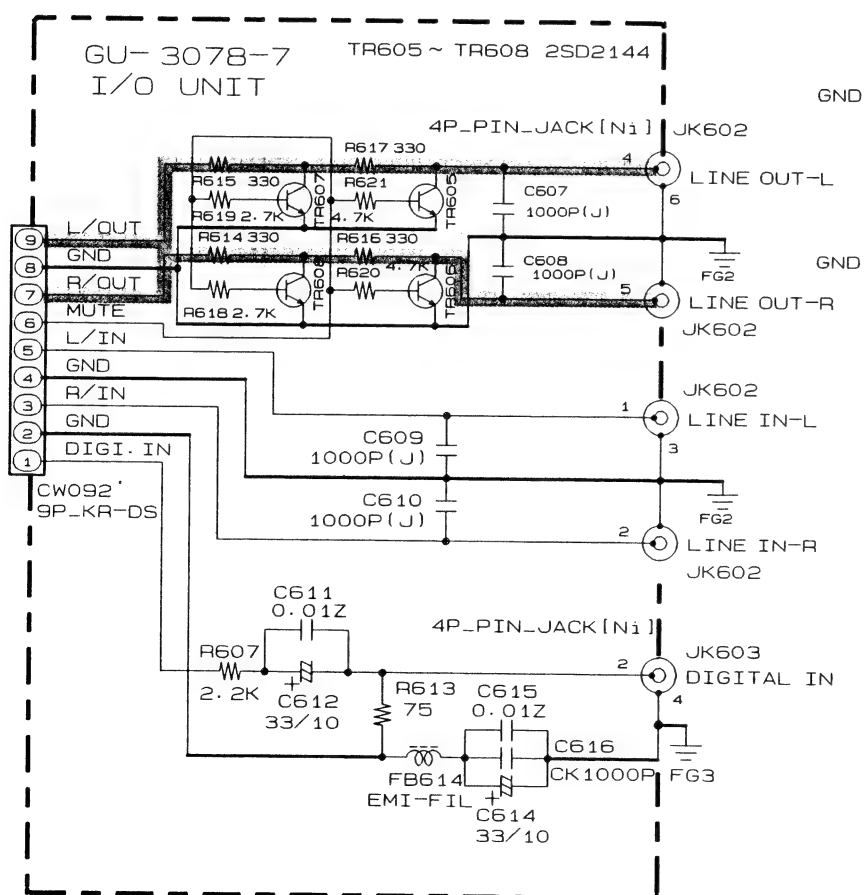 GU-3078-7
I/O UNIT
TR605~TR608 2SD2144
GND
4P_PIN_JACK[Ni] JK602
R617 330
4
LINE OUT-L
R615 330
TR607
R621
TR605
C607
1000P(J)
6
R619 2.7K
4.7K
L/OUT
9
R614 330
R616 330
GND
8
C608
1000P(J)
FG2
GND
R/OUT
7
TR608
R620
4.7K
TR606
5
LINE OUT-R
MUTE
6
R618 2.7K
JK602
L/IN
5
GND
4
JK602
R/IN
3
1
LINE IN-L
GND
2
C609
1000P(J)
3
DIGI.IN
1
CW092
9P_KR-DS
C610
1000P(J)
FG2
2
LINE IN-R
JK602
C611
0.01Z
4P_PIN_JACK[Ni]
R607
2.2K
JK603
2
DIGITAL IN
+
C612
33/10
R613
75
C615
0.01Z
4
C616
CK1000P
FG3
FB614
EMI-FIL
+
C614
33/10